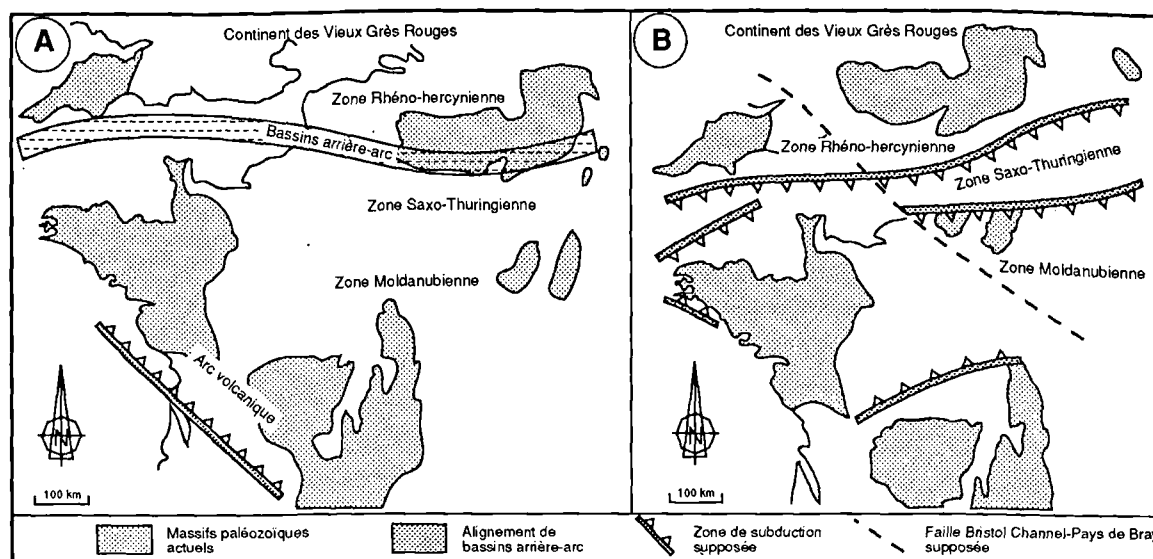 A
Continent des Vieux Grès Rouges
Zone Rhéno-hercynienne
Bassins arrière-arc
Zone Saxo-Thuringienne
Zone Moldanubienne
Arc volcanique
N
100 km
B
Continent des Vieux Grès Rouges
Zone Rhéno-hercynienne
Zone Saxo-Thuringienne
Zone Moldanubienne
N
100 km
Massifs paléozoïques
actuels
Alignement de
bassins arrière-arc
Zone de subduction
supposée
Faille Bristol Channel-Pays de Bray
supposée